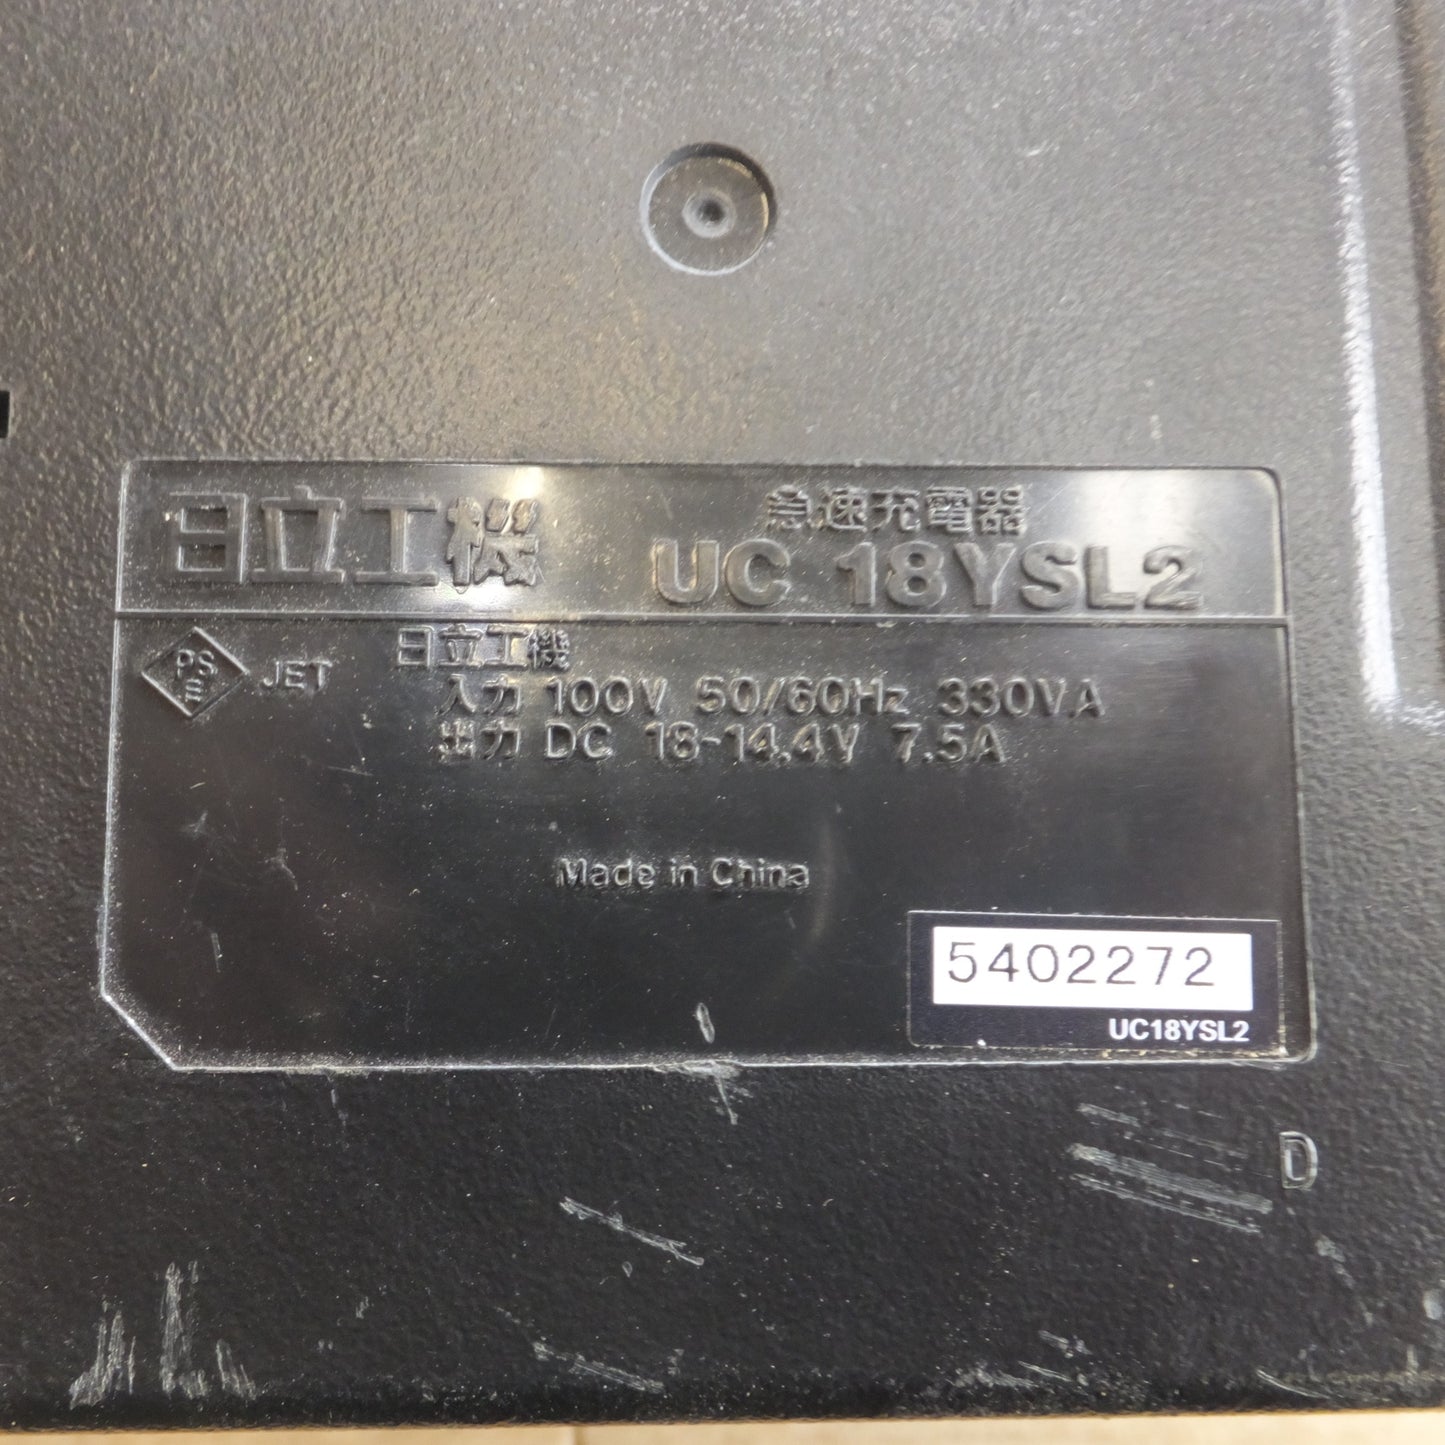 日立工機
急速充電器
UC 18YSL2
PS
E
JET
日立工機
入力 100V 50/60Hz 330VA
出力 DC 18-14.4V 7.5A
Made in China
5402272
UC18YSL2
D